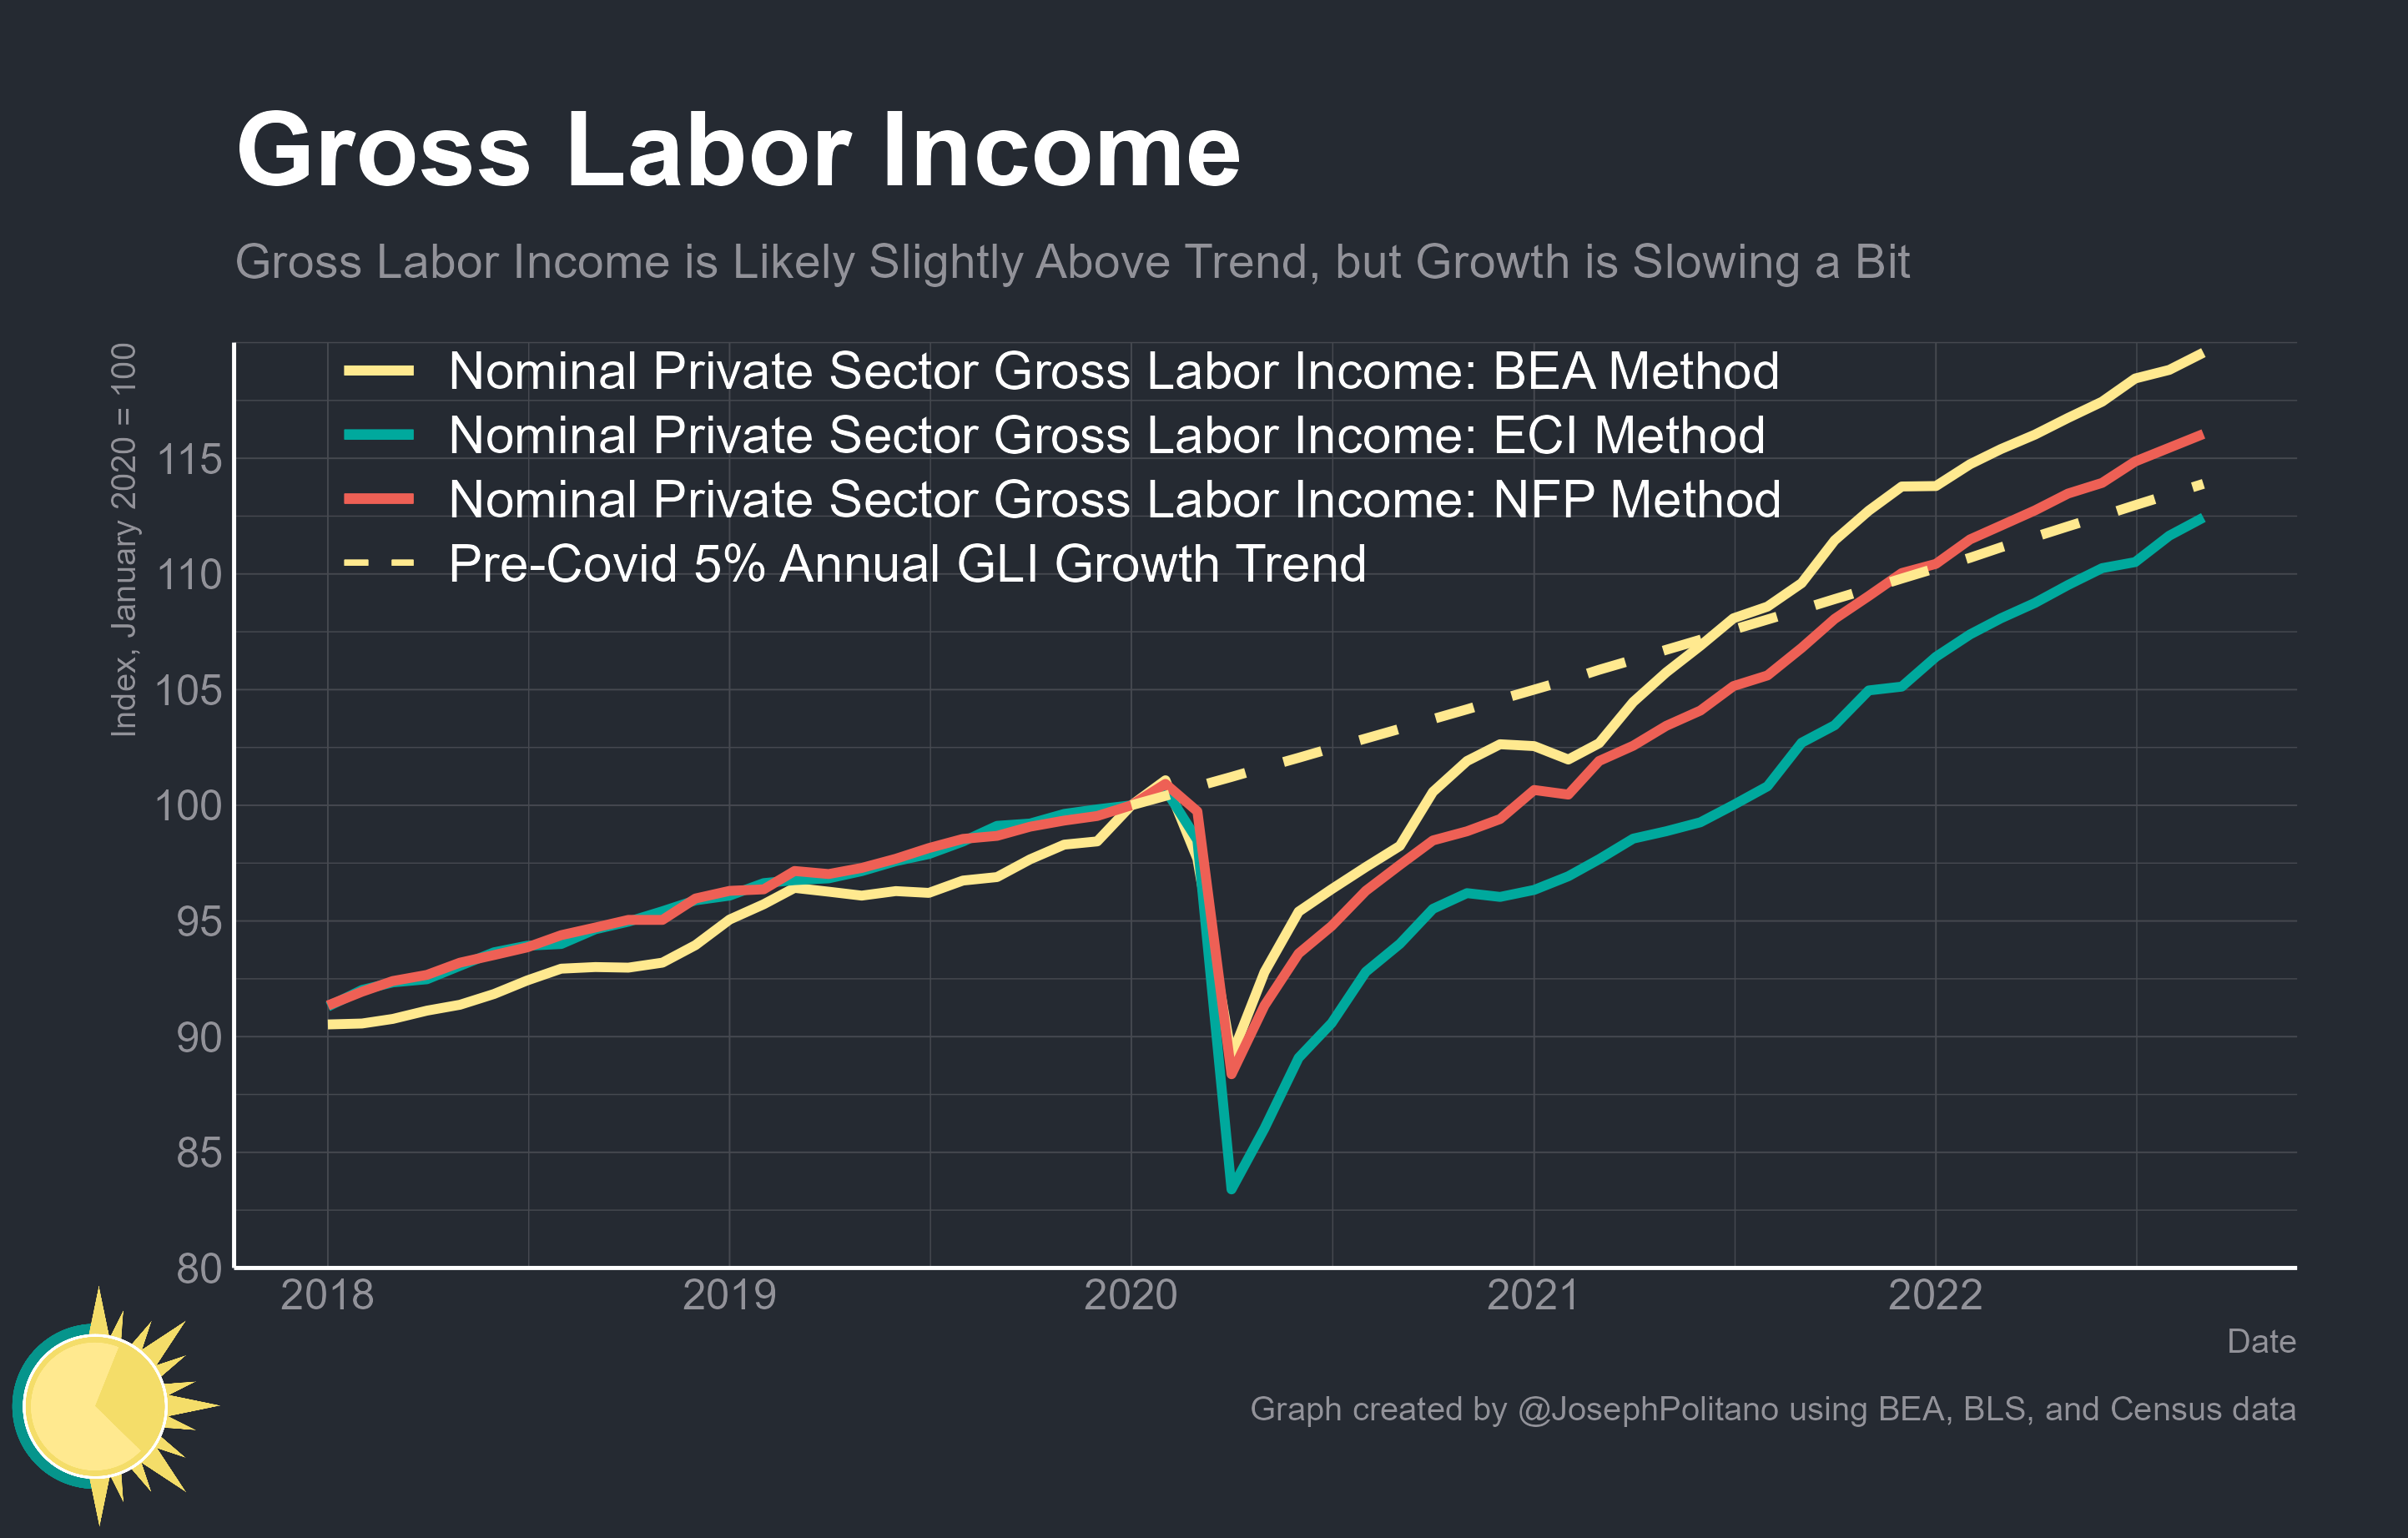 Gross Labor Income
Gross Labor Income is Likely Slightly Above Trend, but Growth is Slowing a Bit
Index, January 2020 = 100
Nominal Private Sector Gross Labor Income: BEA Method
Nominal Private Sector Gross Labor Income: ECI Method
Nominal Private Sector Gross Labor Income: NFP Method
Pre-Covid 5% Annual GLI Growth Trend
115
110
105
100
95
90
85
80
2018 2019 2020 2021 2022
Date
Graph created by @JosephPolitano using BEA, BLS, and Census data